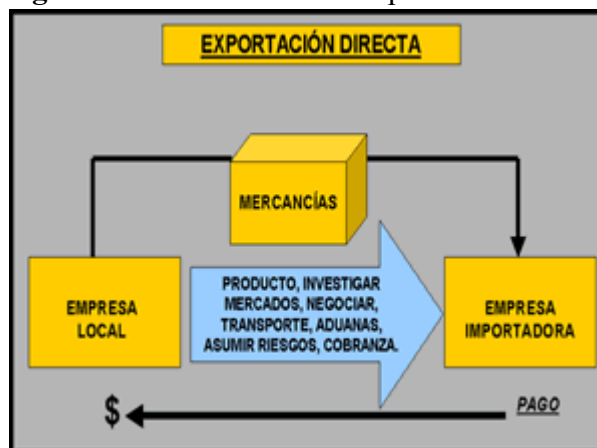 EXPORTACIÓN DIRECTA
MERCANCÍAS
EMPRESA
LOCAL
PRODUCTO, INVESTIGAR
MERCADOS, NEGOCIAR,
TRANSPORTE, ADUANAS,
ASUMIR RIESGOS, COBRANZA.
EMPRESA
IMPORTADORA
$
PAGO